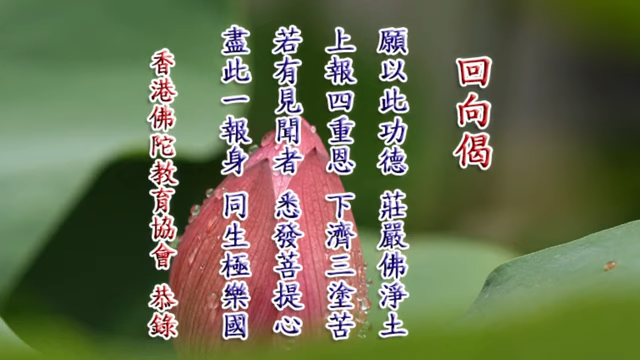 回向偈
願以此功德 莊嚴佛淨土
上報四重恩 下濟三塗苦
若有見聞者 悉發菩提心
盡此一報身 同生極樂國
香港佛陀教育協會 恭錄